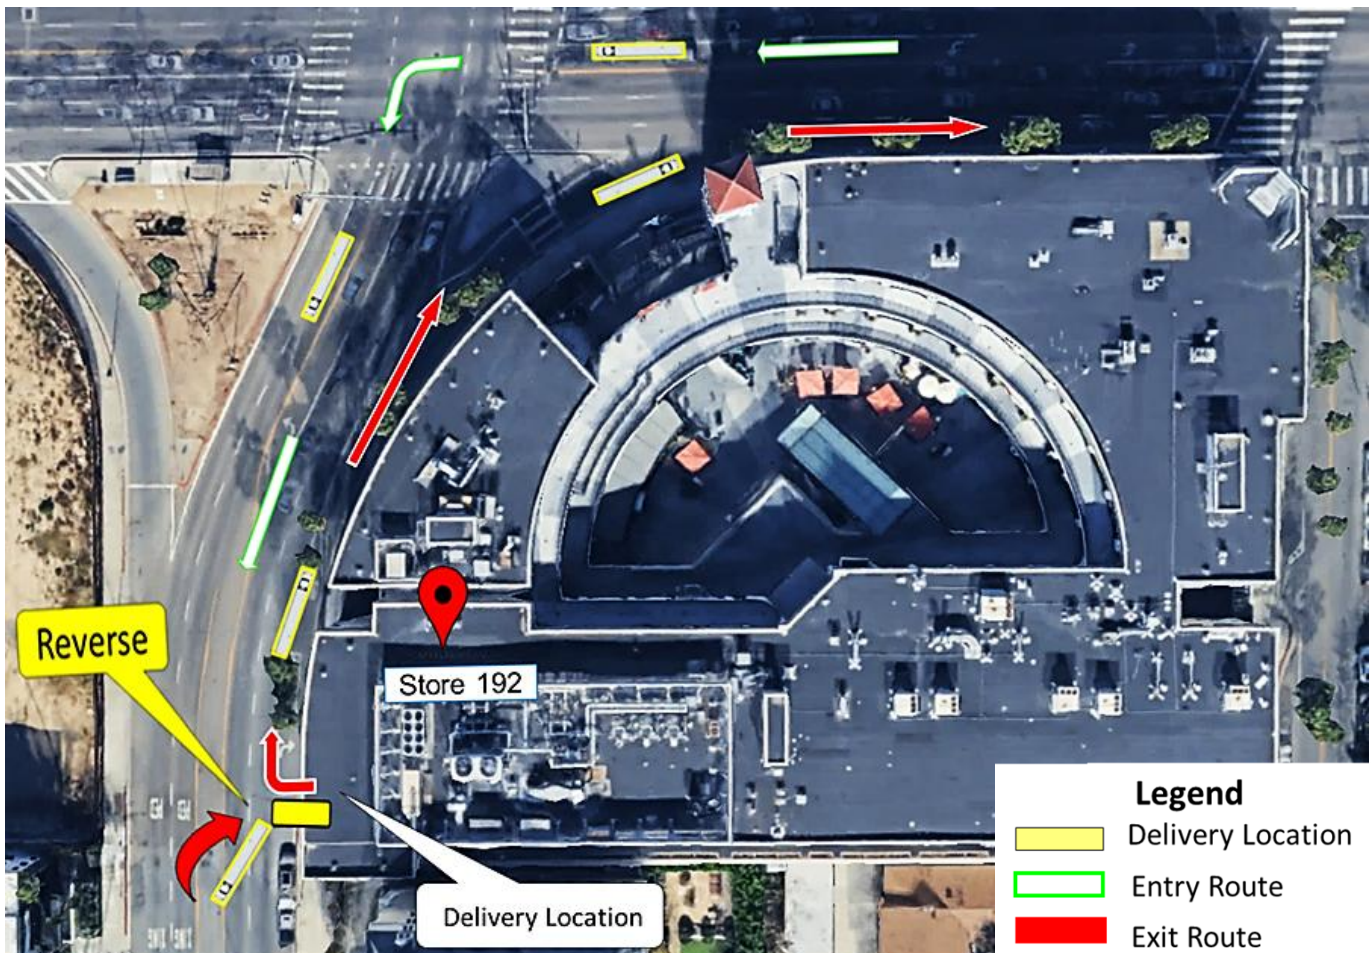 Reverse
Store 192
Delivery Location
Legend
Delivery Location
Entry Route
Exit Route